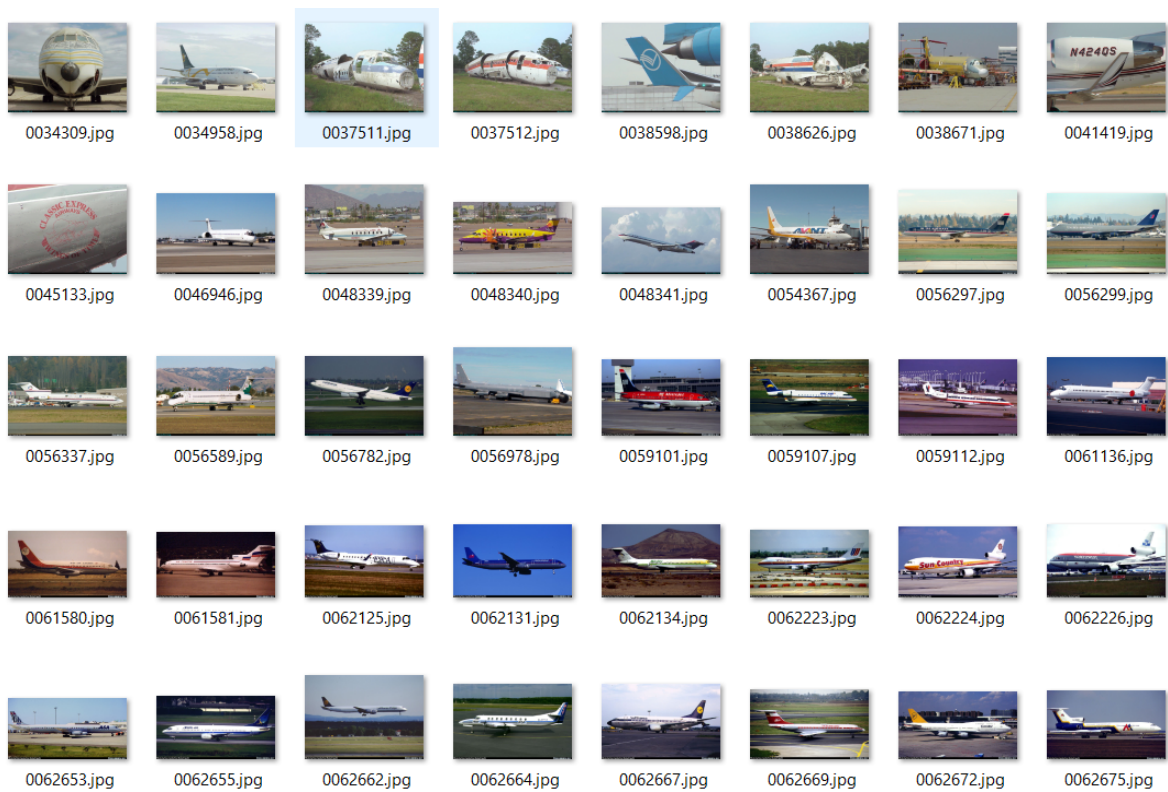 N424QS
0034309.jpg 0034958.jpg 0037511.jpg 0037512.jpg 0038598.jpg 0038626.jpg 0038671.jpg 0041419.jpg
CLASSIC EXPRESS
AIRWAYS
AVANT
0045133.jpg 0046946.jpg 0048339.jpg 0048340.jpg 0048341.jpg 0054367.jpg 0056297.jpg 0056299.jpg
0056337.jpg 0056589.jpg 0056782.jpg 0056978.jpg 0059101.jpg 0059107.jpg 0059112.jpg 0061136.jpg
Sun Country
0061580.jpg 0061581.jpg 0062125.jpg 0062131.jpg 0062134.jpg 0062223.jpg 0062224.jpg 0062226.jpg
0062653.jpg 0062655.jpg 0062662.jpg 0062664.jpg 0062667.jpg 0062669.jpg 0062672.jpg 0062675.jpg